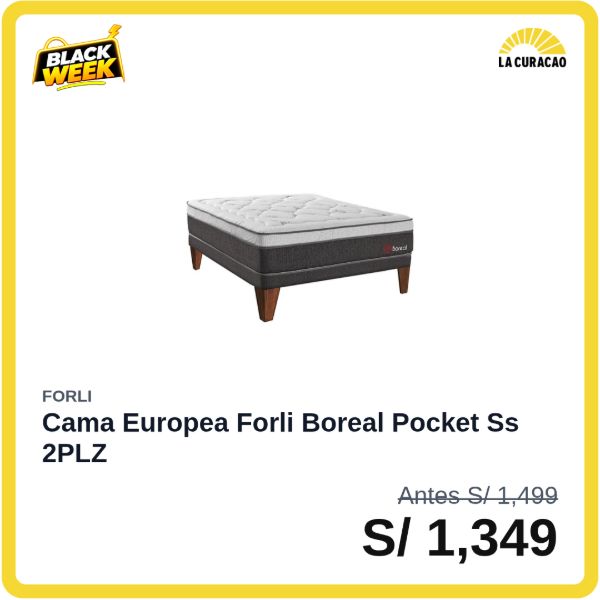 BLACK
WEEK
LA CURACAO
Boreal
FORLI
Cama Europea Forli Boreal Pocket Ss
2PLZ
Antes S/ 1,499
S/ 1,349